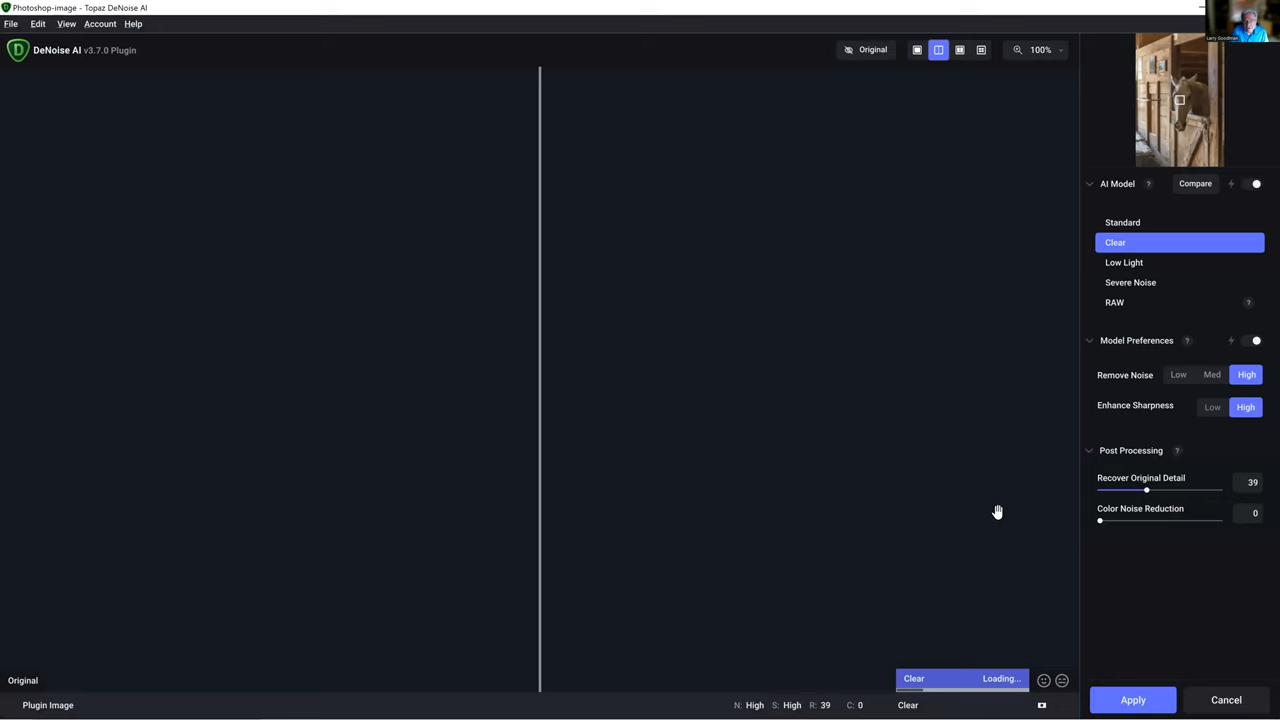 Photoshop-image - Topaz DeNoise AI
File Edit View Account Help
Larry Goodman
DeNoise AI v3.7.0 Plugin
Original
100%
AI Model ? Compare
Standard
Clear
Low Light
Severe Noise
RAW ?
Model Preferences ?
Remove Noise Low Med High
Enhance Sharpness Low High
Post Processing ?
Recover Original Detail 39
Color Noise Reduction 0
Original
Clear Loading...
Plugin Image
N: High S: High R: 39 C: 0 Clear
Apply Cancel